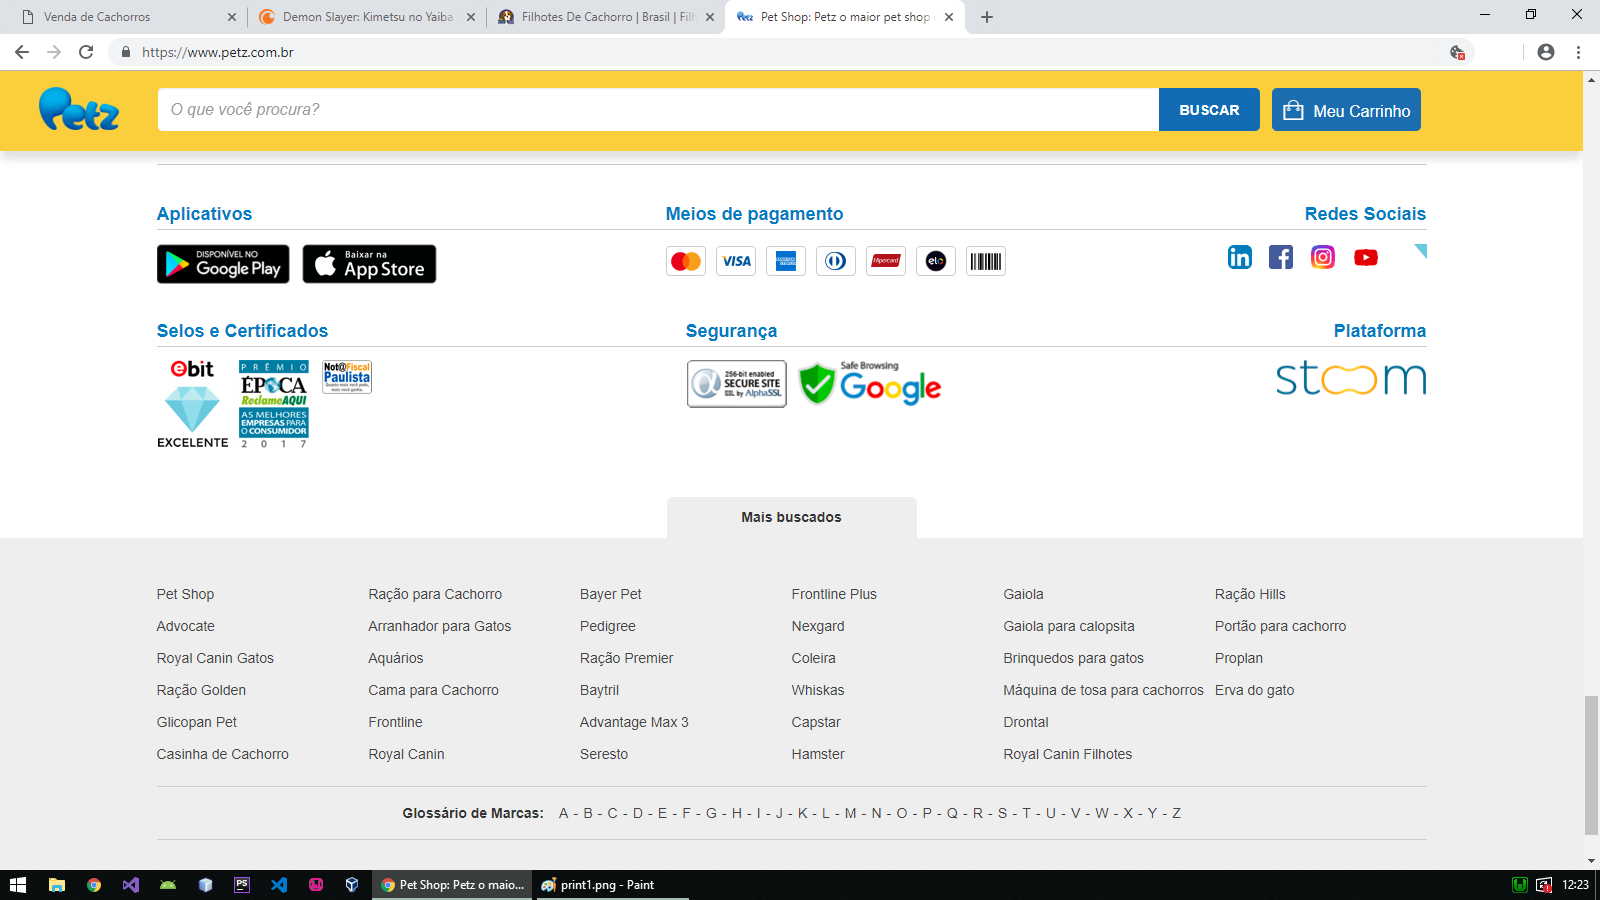 Venda de Cachorros
Demon Slayer: Kimetsu no Yaiba
Filhotes De Cachorro | Brasil | Filh
Pet Shop: Petz o maior pet shop
https://www.petz.com.br
Petz
O que você procura?
BUSCAR
Meu Carrinho
Aplicativos
Meios de pagamento
Redes Sociais
DISPONÍVEL NO
Google Play
Baixar na
App Store
VISA
Hipercard
elo
in
Selos e Certificados
Segurança
Plataforma
ebit
EXCELENTE
PRÊMIO
ÉPOCA
ReclameAQUI
AS MELHORES
EMPRESAS PARA
O CONSUMIDOR
2017
Not@Fiscal
Paulista
256-bit enabled
SECURE SITE
SSL by AlphaSSL
Safe Browsing
Google
stoom
Mais buscados
Pet Shop
Ração para Cachorro
Bayer Pet
Frontline Plus
Gaiola
Ração Hills
Advocate
Arranhador para Gatos
Pedigree
Nexgard
Gaiola para calopsita
Portão para cachorro
Royal Canin Gatos
Aquários
Ração Premier
Coleira
Brinquedos para gatos
Proplan
Ração Golden
Cama para Cachorro
Baytril
Whiskas
Máquina de tosa para cachorros
Erva do gato
Glicopan Pet
Frontline
Advantage Max 3
Capstar
Drontal
Casinha de Cachorro
Royal Canin
Seresto
Hamster
Royal Canin Filhotes
Glossário de Marcas: A - B - C - D - E - F - G - H - I - J - K - L - M - N - O - P - Q - R - S - T - U - V - W - X - Y - Z
PS
Pet Shop: Petz o maio...
print1.png - Paint
12:23